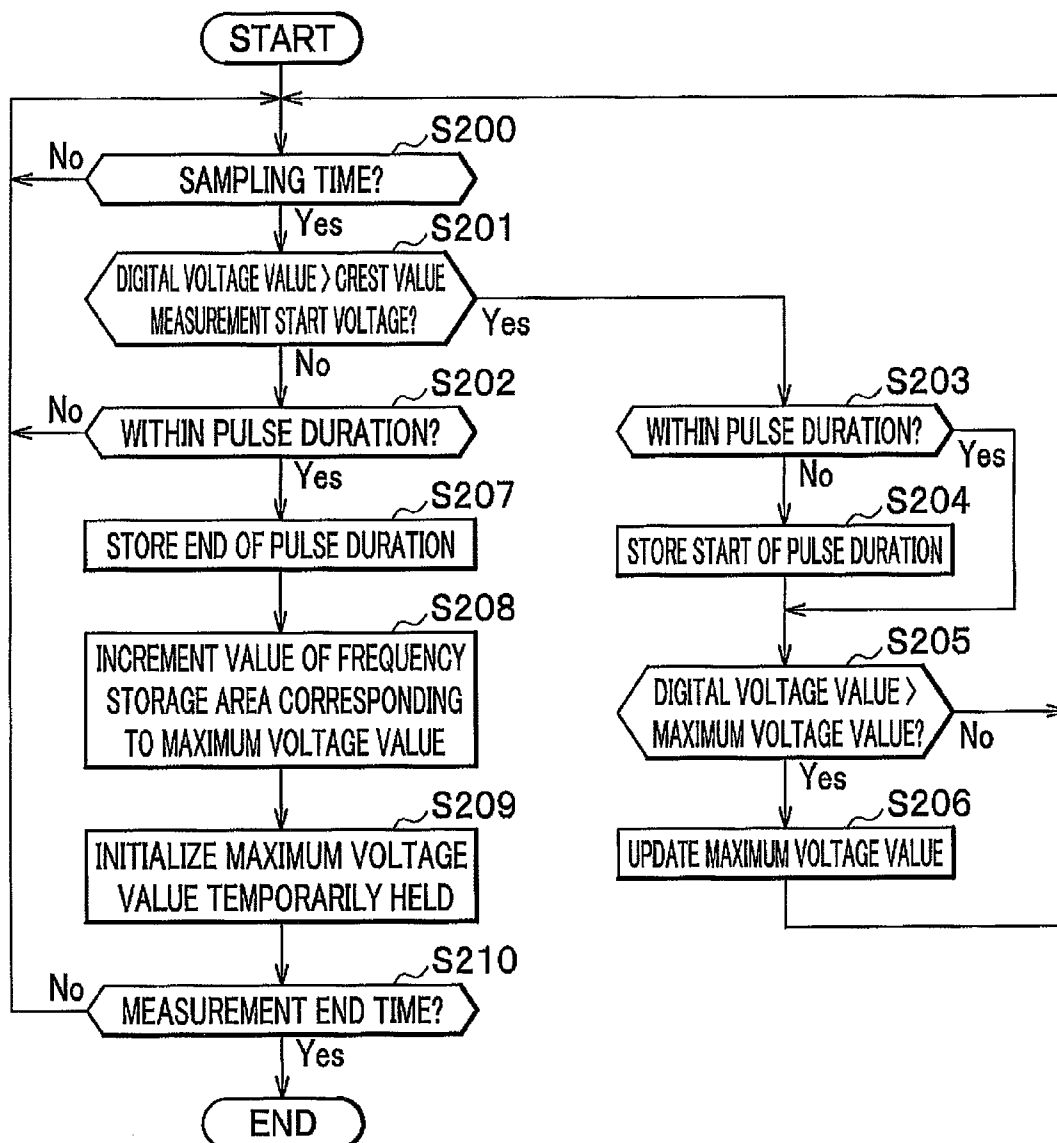 START
S200
No
SAMPLING TIME?
Yes
S201
DIGITAL VOLTAGE VALUE > CREST VALUE
MEASUREMENT START VOLTAGE?
Yes
No
S202
No
WITHIN PULSE DURATION?
Yes
S203
WITHIN PULSE DURATION?
Yes
No
S207
STORE END OF PULSE DURATION
S204
STORE START OF PULSE DURATION
S208
INCREMENT VALUE OF FREQUENCY
STORAGE AREA CORRESPONDING
TO MAXIMUM VOLTAGE VALUE
S205
DIGITAL VOLTAGE VALUE >
MAXIMUM VOLTAGE VALUE?
No
Yes
S209
INITIALIZE MAXIMUM VOLTAGE
VALUE TEMPORARILY HELD
S206
UPDATE MAXIMUM VOLTAGE VALUE
S210
No
MEASUREMENT END TIME?
Yes
END